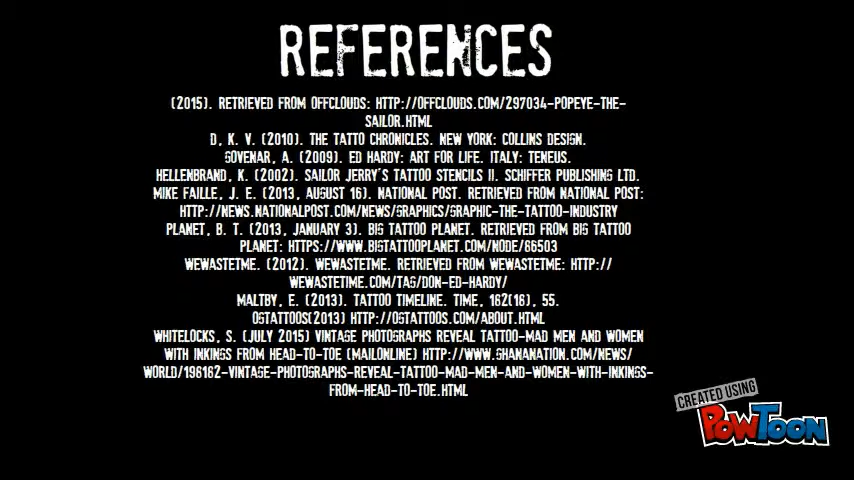 REFERENCES
(2015). RETRIEVED FROM OFFCLOUDS: HTTP://OFFCLOUDS.COM/297034-POPEYE-THE-
SAILOR.HTML
D, K. V. (2010). THE TATTO CHRONICLES. NEW YORK: COLLINS DESIGN.
GOVENAR, A. (2009). ED HARDY: ART FOR LIFE. ITALY: TENEUS.
HELLENBRAND, K. (2002). SAILOR JERRY'S TATTOO STENCILS II. SCHIFFER PUBLISHING LTD.
MIKE FAILLE, J. E. (2013, AUGUST 16). NATIONAL POST. RETRIEVED FROM NATIONAL POST:
HTTP://NEWS.NATIONALPOST.COM/NEWS/GRAPHICS/GRAPHIC-THE-TATTOO-INDUSTRY
PLANET, B. T. (2013, JANUARY 3). BIG TATTOO PLANET. RETRIEVED FROM BIG TATTOO
PLANET: HTTPS://WWW.BIGTATTOOPLANET.COM/NODE/66503
WEWASTETME. (2012). WEWASTETME. RETRIEVED FROM WEWASTETME: HTTP://
WEWASTETIME.COM/TAG/DON-ED-HARDY/
MALTBY, E. (2013). TATTOO TIMELINE. TIME, 162(16), 55.
OGTATTOOS(2013) HTTP://OGTATTOOS.COM/ABOUT.HTML
WHITELOCKS, S. (JULY 2015) VINTAGE PHOTOGRAPHS REVEAL TATTOO-MAD MEN AND WOMEN
WITH INKINGS FROM HEAD-TO-TOE (MAILONLINE) HTTP://WWW.GHANANATION.COM/NEWS/
WORLD/196162-VINTAGE-PHOTOGRAPHS-REVEAL-TATTOO-MAD-MEN-AND-WOMEN-WITH-INKINGS-
FROM-HEAD-TO-TOE.HTML
CREATED USING
POWTOON